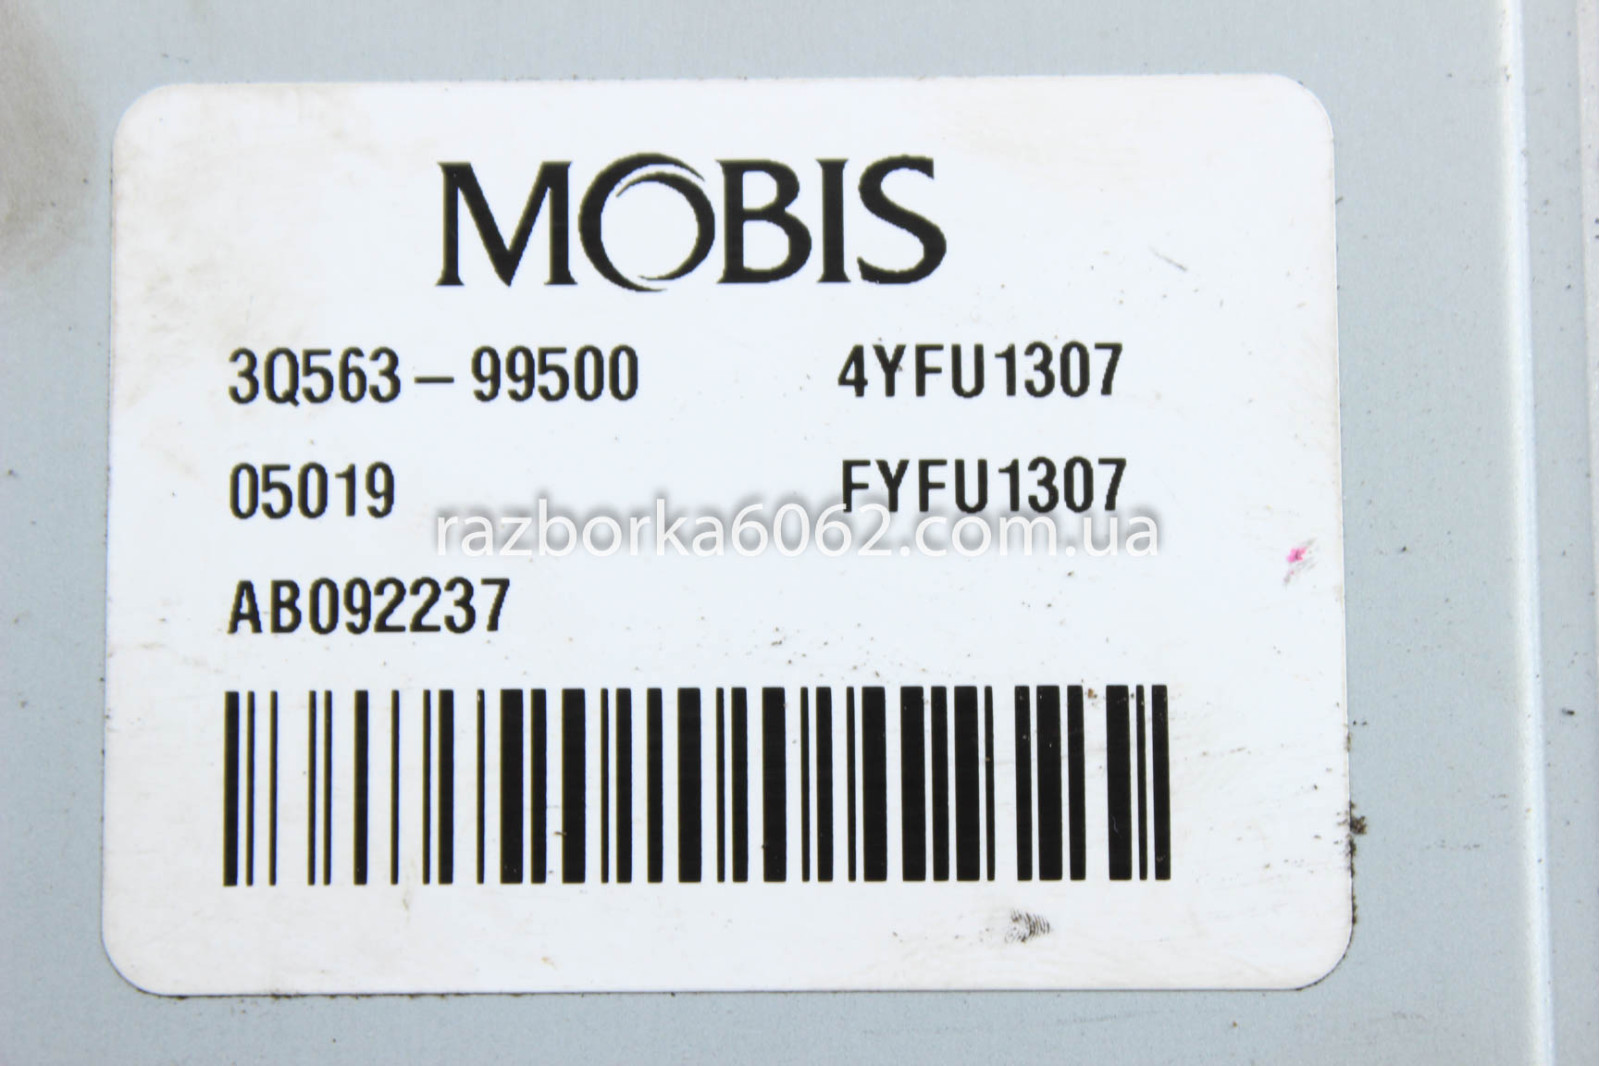 MOBIS
3Q563-99500 4YFU1307
05019 FYFU1307
razborka6062.com.ua
AB092237